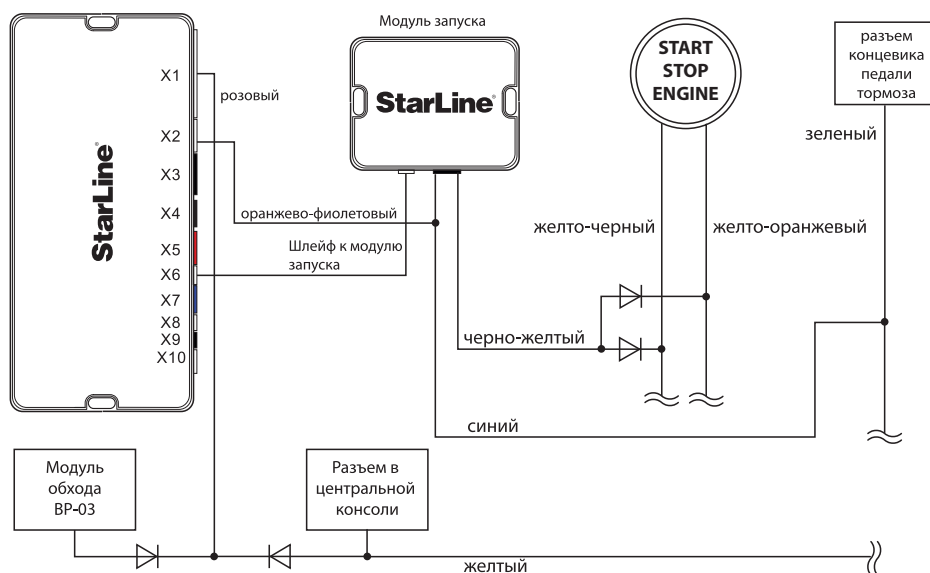 Модуль запуска
START
STOP
ENGINE
разъем
концевика
педали
тормоза
StarLine®
X1
розовый
X2
X3
X4
X5
X6
X7
X8
X9
X10
StarLine
зеленый
оранжево-фиолетовый
желто-черный
желто-оранжевый
Шлейф к модулю
запуска
черно-желтый
синий
Модуль
обхода
BP-03
Разъем в
центральной
консоли
желтый